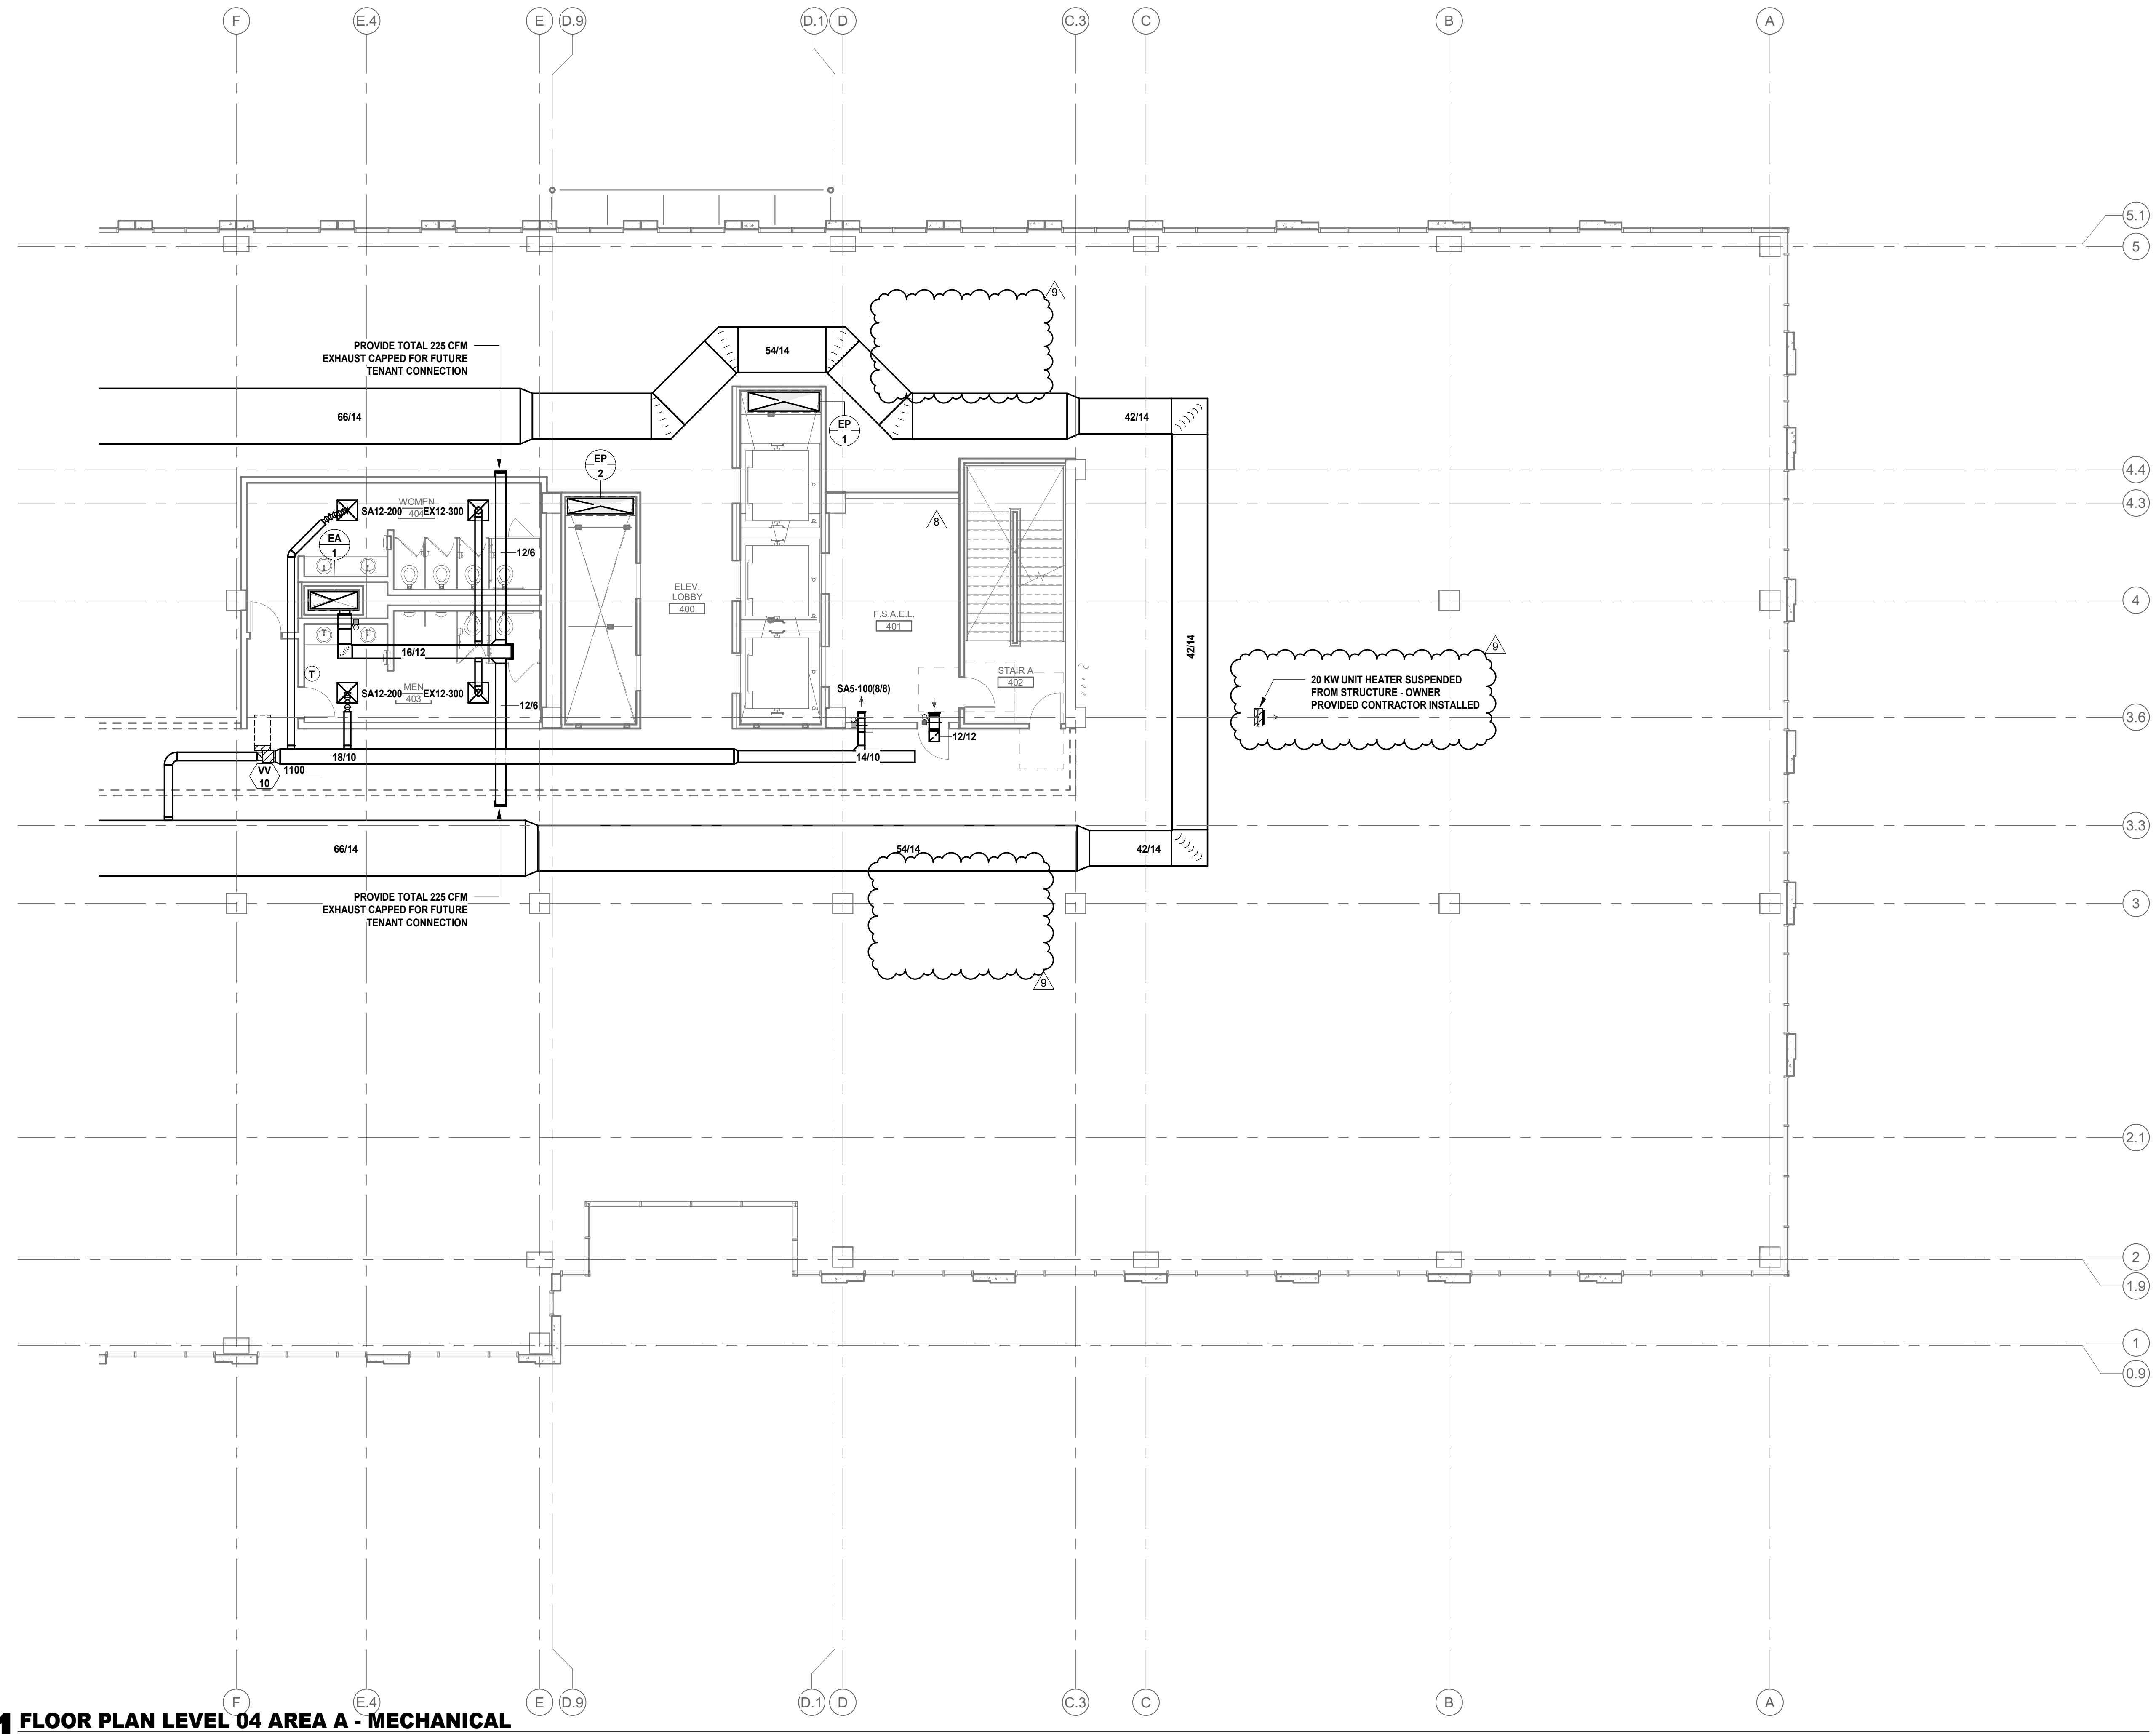 F
E.4
E
D.9
D.1
D
C.3
C
B
A
5.1
5
9
PROVIDE TOTAL 225 CFM
EXHAUST CAPPED FOR FUTURE
TENANT CONNECTION
54/14
66/14
42/14
EP
1
EP
2
4.4
4.3
WOMEN
404
SA12-200
EX12-300
8
EA
1
12/6
ELEV.
LOBBY
400
F.S.A.E.L.
401
4
42/14
16/12
9
T
STAIR A
402
20 KW UNIT HEATER SUSPENDED
FROM STRUCTURE - OWNER
PROVIDED CONTRACTOR INSTALLED
MEN
403
SA12-200
EX12-300
SA5-100(8/8)
12/6
3.6
12/12
18/10
14/10
VV
10
1100
3.3
66/14
54/14
42/14
PROVIDE TOTAL 225 CFM
EXHAUST CAPPED FOR FUTURE
TENANT CONNECTION
3
9
2.1
2
1.9
1
0.9
F
E.4
E
D.9
D.1
D
C.3
C
B
A
1 FLOOR PLAN LEVEL 04 AREA A - MECHANICAL